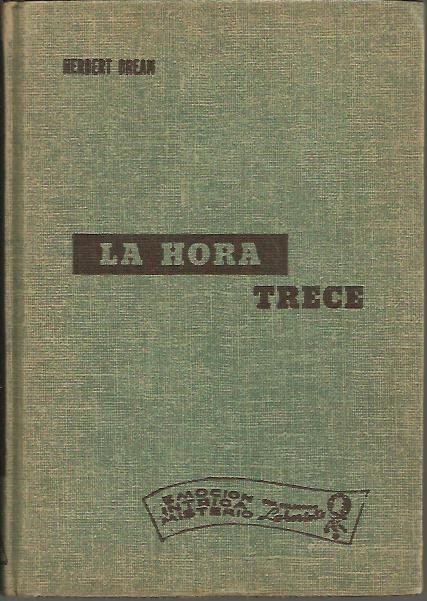 HERBERT BREAN
LA HORA
TRECE
EMOCION
INTRIGA
MISTERIO